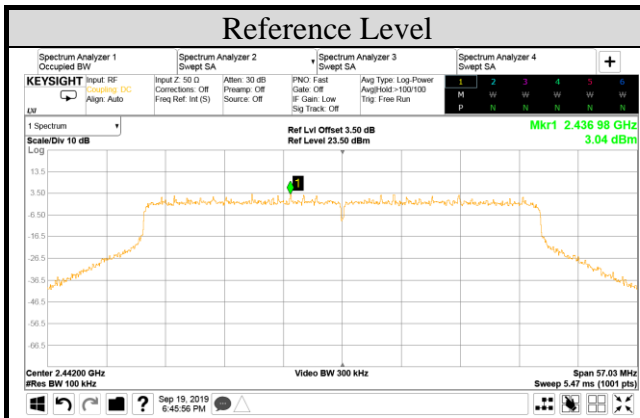 Reference Level
Spectrum Analyzer 1
Occupied BW
Spectrum Analyzer 2
Swept SA
Spectrum Analyzer 3
Swept SA
Spectrum Analyzer 4
Swept SA
+
KEYSIGHT
Input: RF
Coupling: DC
Align: Auto
Input Z: 50 Ω
Corrections: Off
Freq Ref: Int (S)
Atten: 30 dB
Preamp: Off
Source: Off
PNO: Fast
Gate: Off
IF Gain: Low
Sig Track: Off
Avg Type: Log-Power
Avg|Hold:>100/100
Trig: Free Run
1 2 3 4 5 6
M W W W W W
P N N N N N
LXI
1 Spectrum
Scale/Div 10 dB
Ref Lvl Offset 3.50 dB
Ref Level 23.50 dBm
Mkr1 2.436 98 GHz
3.04 dBm
Log
13.5
3.50
1
-6.50
-16.5
-26.5
-36.5
-46.5
-56.5
-66.5
Center 2.44200 GHz
#Res BW 100 kHz
Video BW 300 kHz
Span 57.03 MHz
Sweep 5.47 ms (1001 pts)
?
Sep 19, 2019
6:45:56 PM